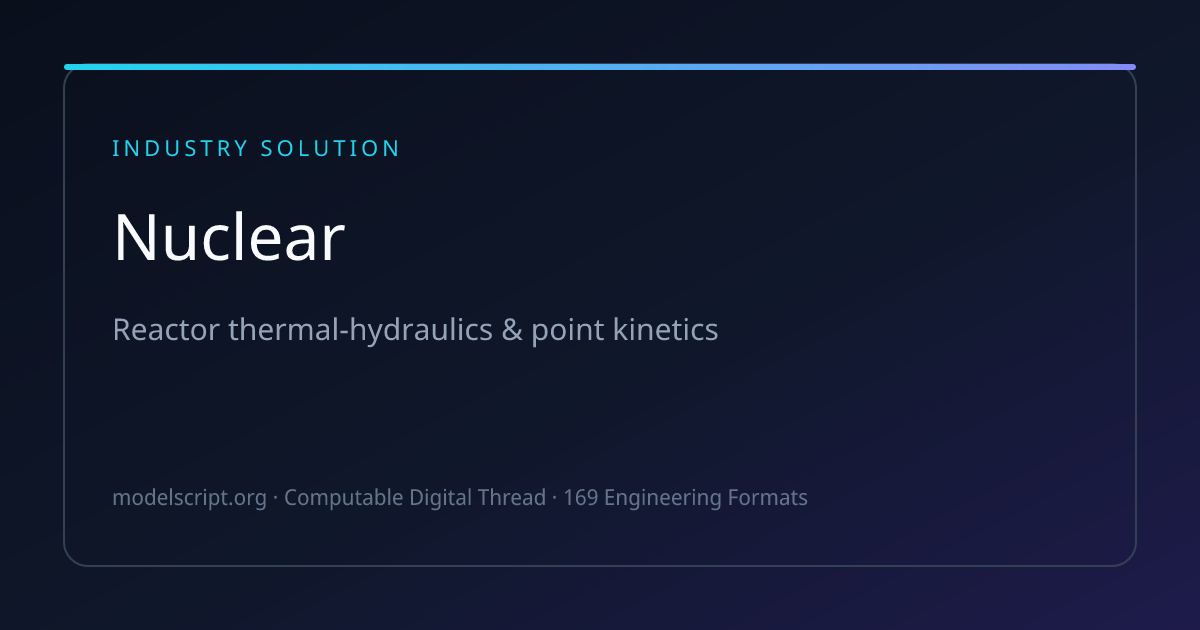 INDUSTRY SOLUTION
Nuclear
Reactor thermal-hydraulics & point kinetics
modelscript.org · Computable Digital Thread · 169 Engineering Formats